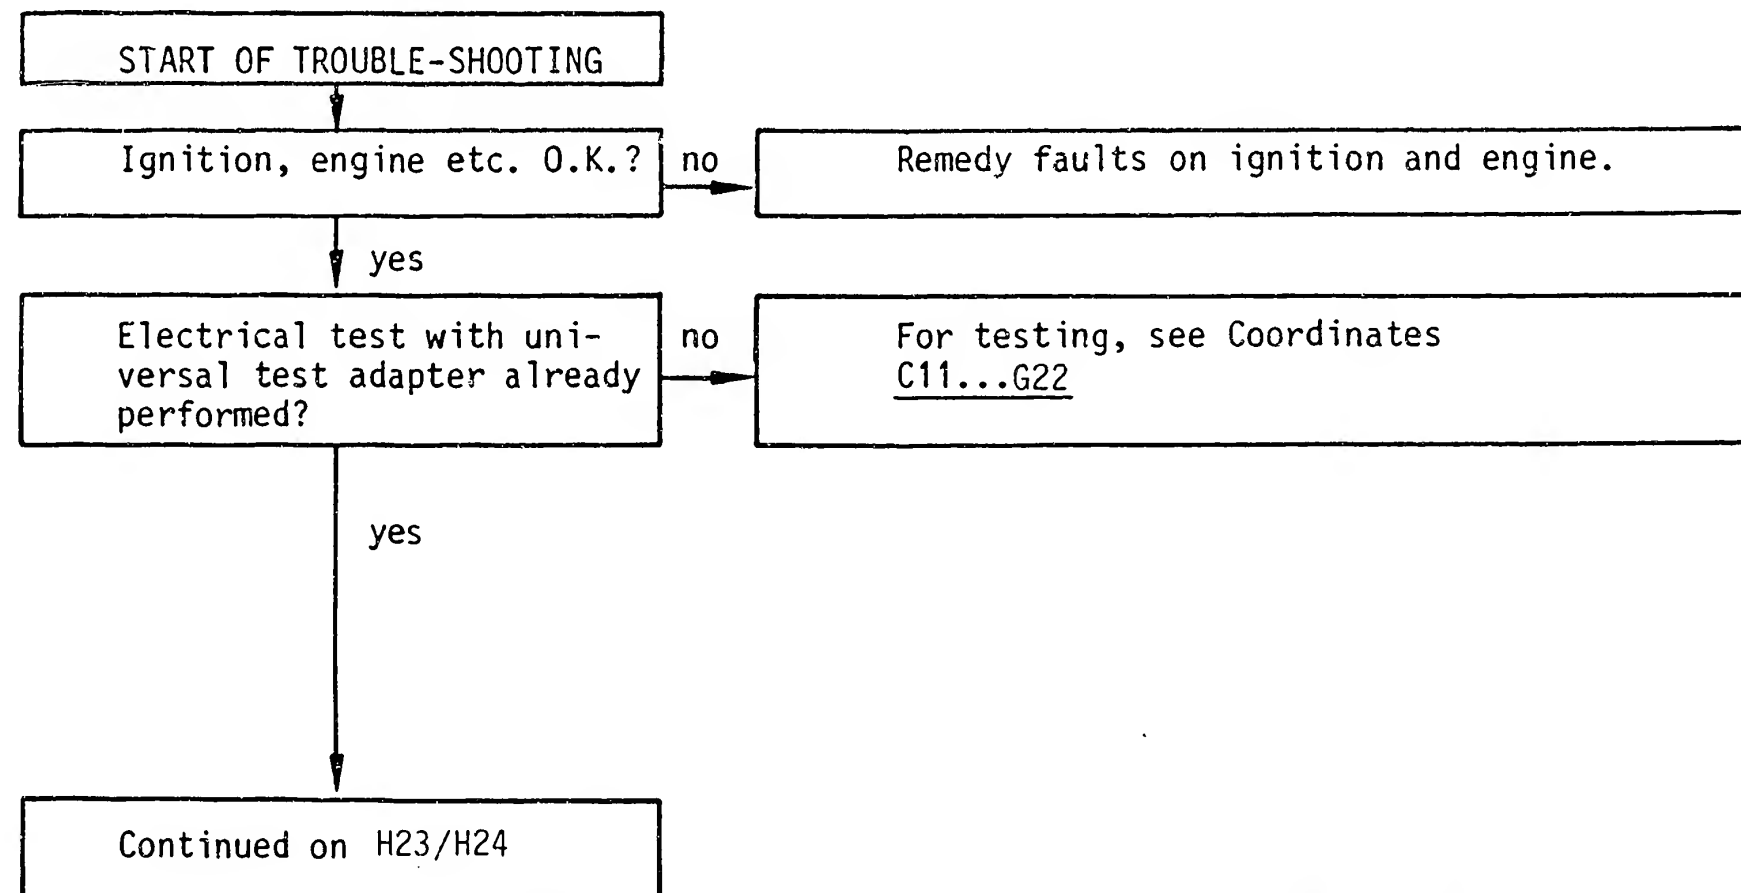 START OF TROUBLE-SHOOTING
Ignition, engine etc. O.K.?
no
Remedy faults on ignition and engine.
yes
Electrical test with uni-
versal test adapter already
performed?
no
For testing, see Coordinates
C11...G22
yes
Continued on H23/H24